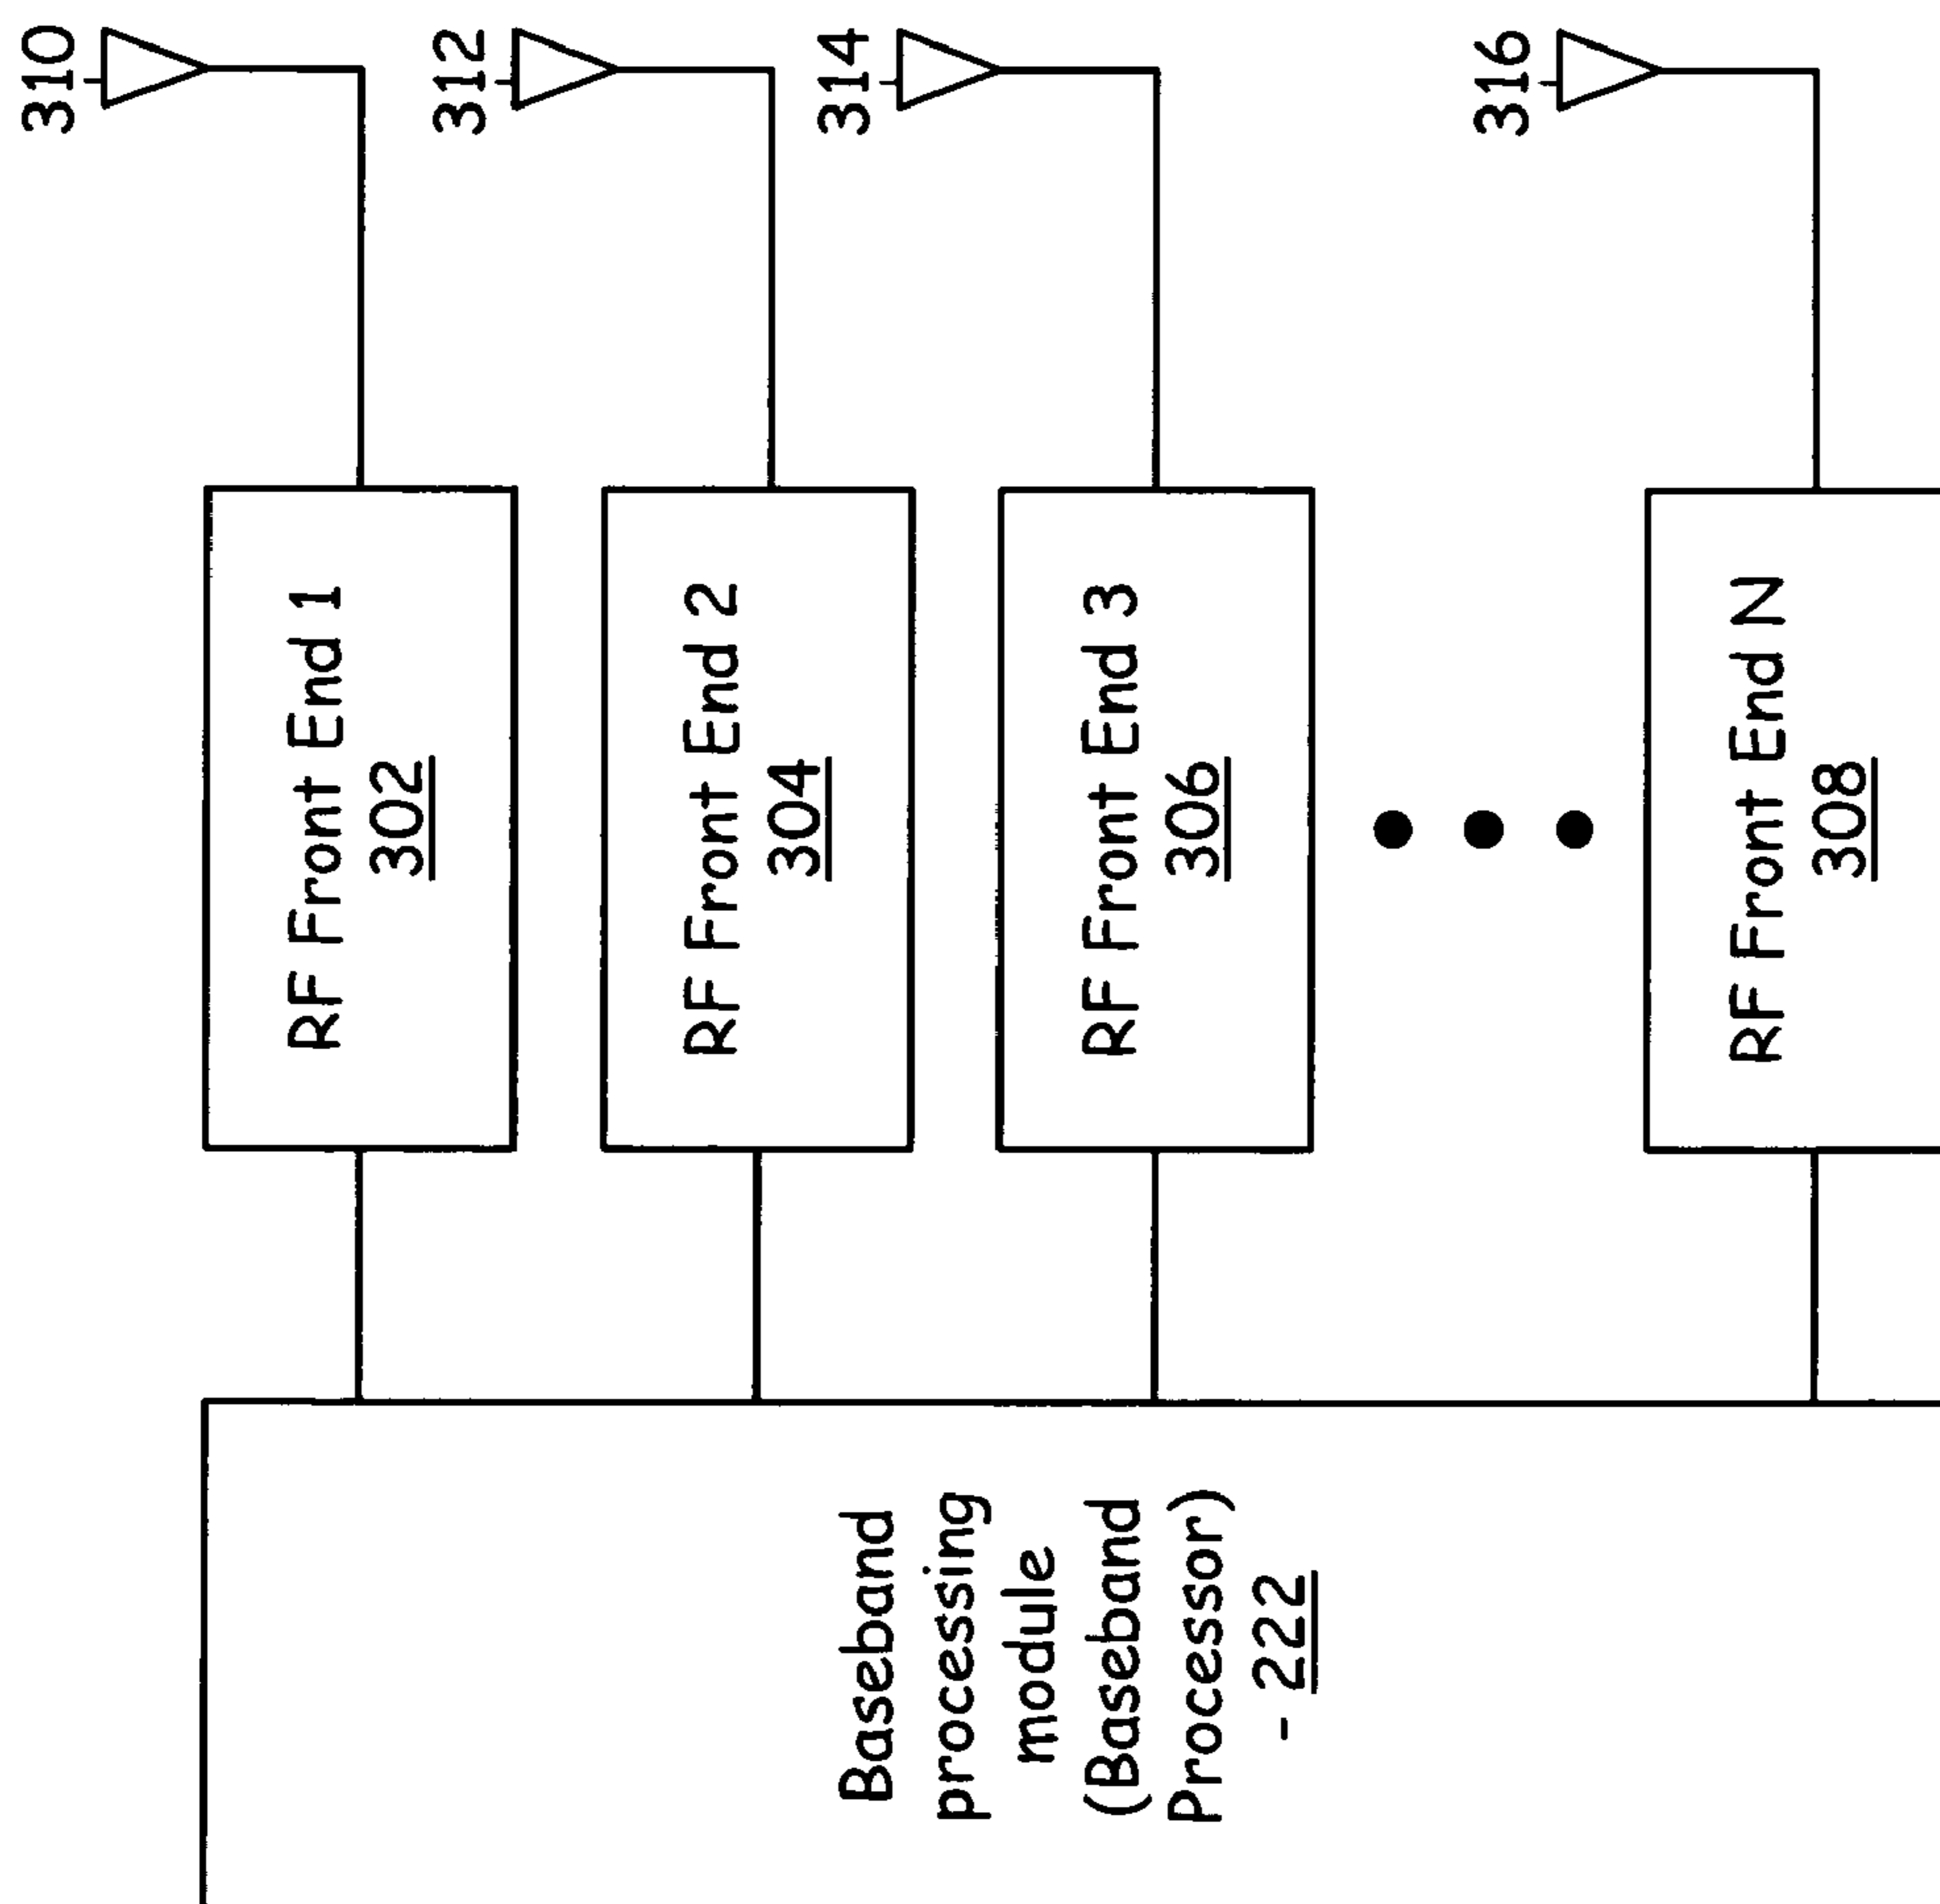 310
RF Front End 1
302
312
RF Front End 2
304
314
RF Front End 3
306
316
RF Front End N
308
Baseband
processing
module
(Baseband
Processor)
- 222